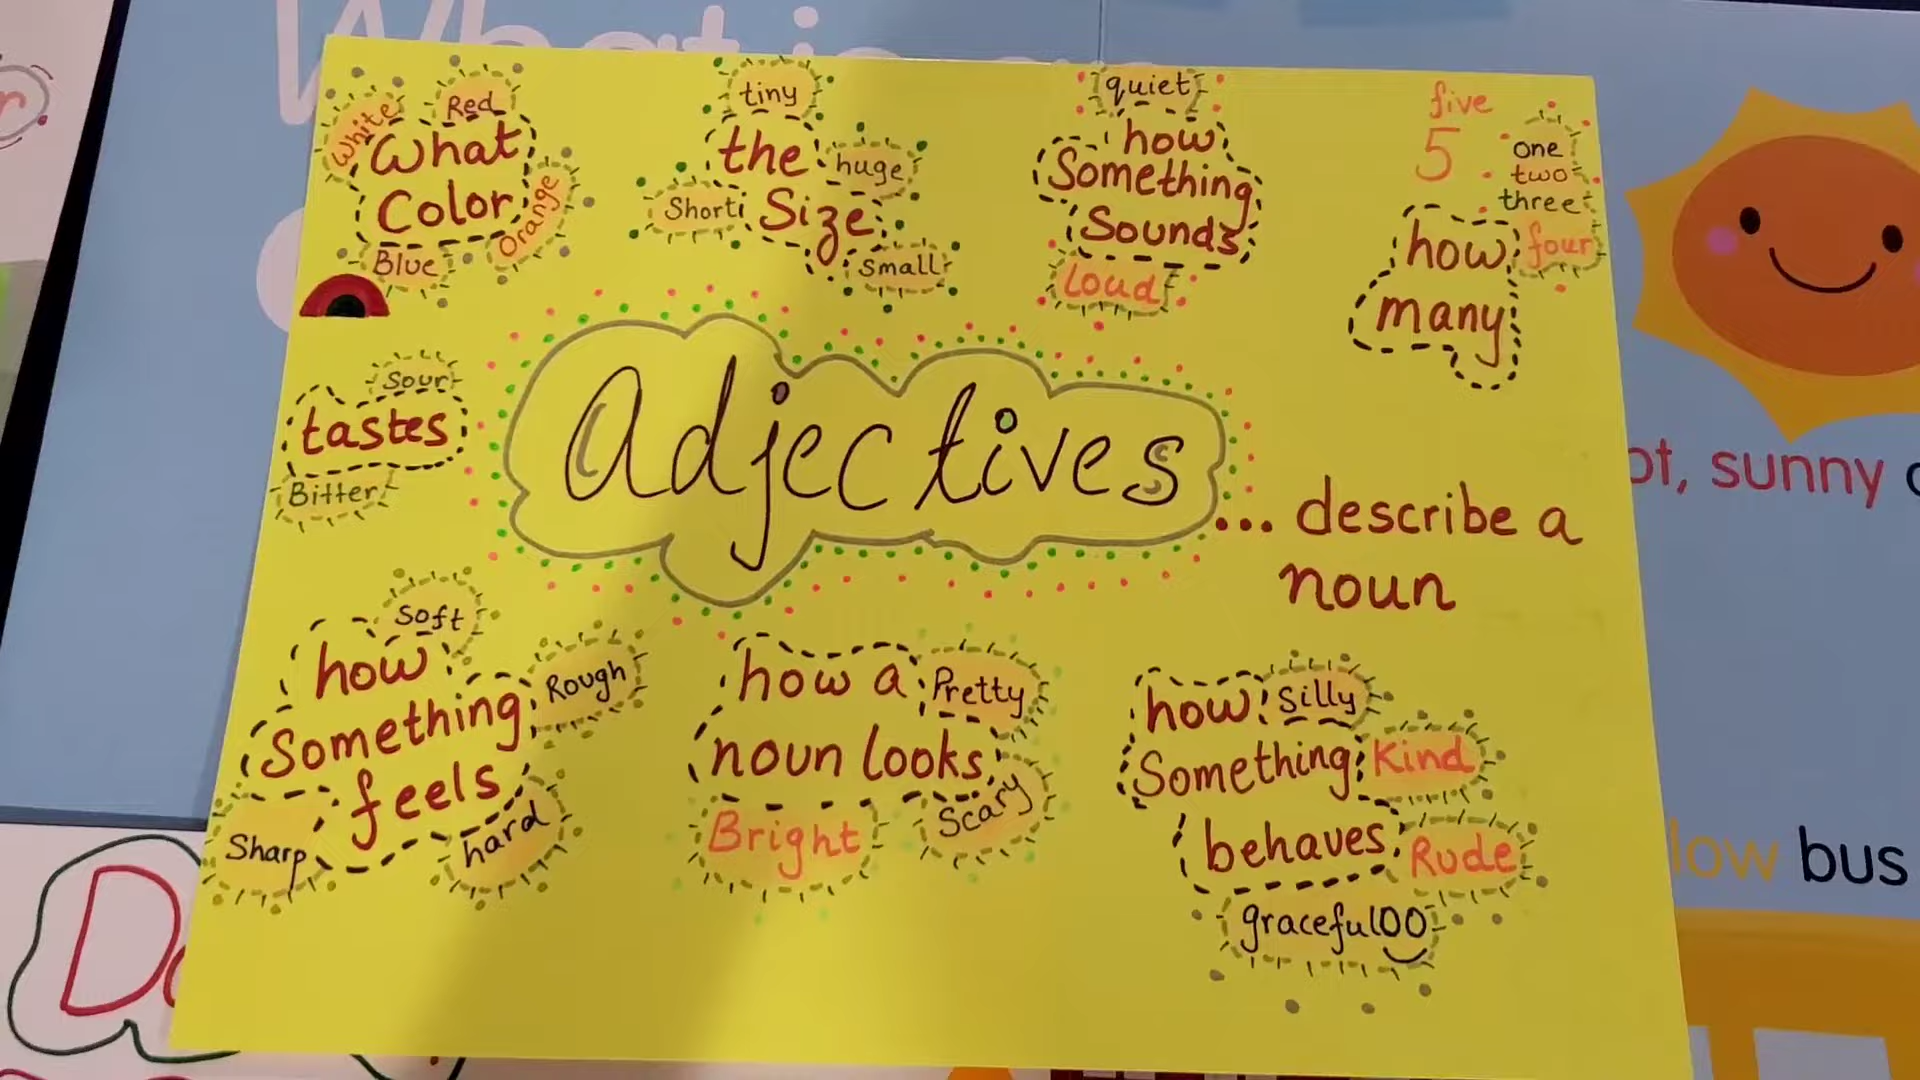 What is
White
Red
What
Color
Orange
Blue
tiny
the
huge
Short
Size
Small
quiet
how
Something
Sounds
Loud
five
5
one
two
three
how
four
many
Sour
tastes
Bitter
Adjectives
... describe a
noun
Soft
how
Rough
Something
feels
Sharp
hard
how a
Pretty
noun looks
Bright
Scary
how
Silly
Something
Kind
behaves
Rude
graceful
ot, sunny
low bus